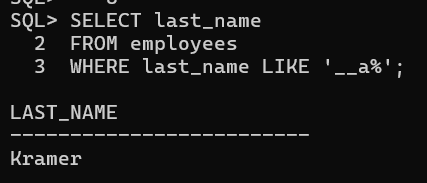 SQL> SELECT last_name
  2  FROM employees
  3  WHERE last_name LIKE '__a%';
LAST_NAME
-------------------------
Kramer